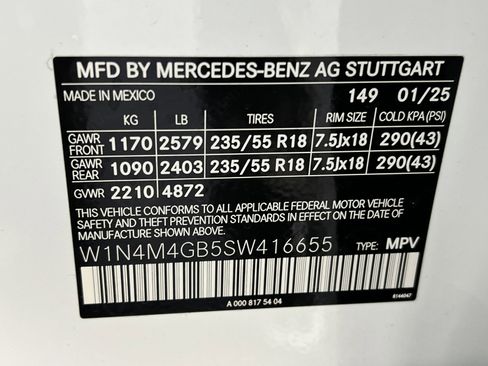 MFD BY MERCEDES-BENZ AG STUTTGART
MADE IN MEXICO 149 01/25
KG LB TIRES RIM SIZE COLD KPA (PSI)
GAWR FRONT 1170 2579 235/55 R18 7.5Jx18 290(43)
GAWR REAR 1090 2403 235/55 R18 7.5Jx18 290(43)
GVWR 2210 4872
THIS VEHICLE CONFORMS TO ALL APPLICABLE FEDERAL MOTOR VEHICLE
SAFETY AND THEFT PREVENTION STANDARDS IN EFFECT ON THE DATE
OF MANUFACTURE SHOWN ABOVE.
W1N4M4GB5SW416655 TYPE: MPV
A 000 817 54 04 8144047